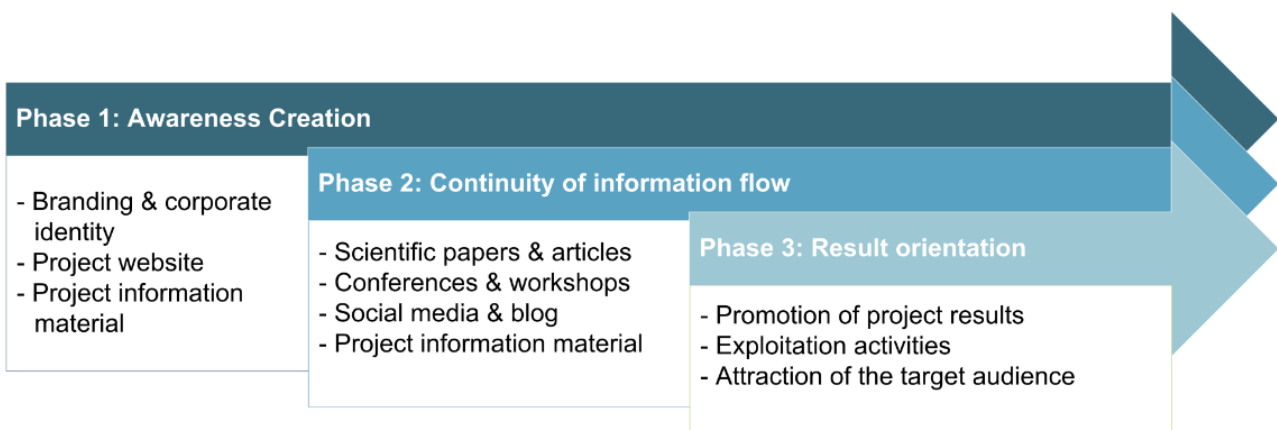 Phase 1: Awareness Creation
- Branding & corporate
identity
- Project website
- Project information
material
Phase 2: Continuity of information flow
- Scientific papers & articles
- Conferences & workshops
- Social media & blog
- Project information material
Phase 3: Result orientation
- Promotion of project results
- Exploitation activities
- Attraction of the target audience